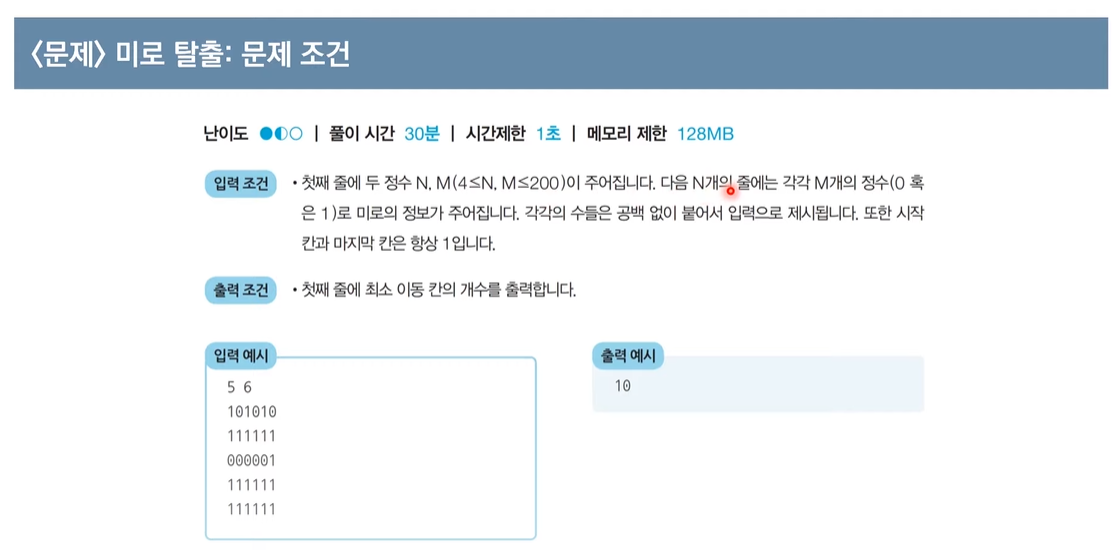 <문제> 미로 탈출: 문제 조건
난이도 ●◐○ | 풀이 시간 30분 | 시간제한 1초 | 메모리 제한 128MB
입력 조건 • 첫째 줄에 두 정수 N, M(4≤N, M≤200)이 주어집니다. 다음 N개의 줄에는 각각 M개의 정수(0 혹
은 1)로 미로의 정보가 주어집니다. 각각의 수들은 공백 없이 붙어서 입력으로 제시됩니다. 또한 시작
칸과 마지막 칸은 항상 1입니다.
출력 조건 • 첫째 줄에 최소 이동 칸의 개수를 출력합니다.
입력 예시
5 6
101010
111111
000001
111111
111111
출력 예시
10